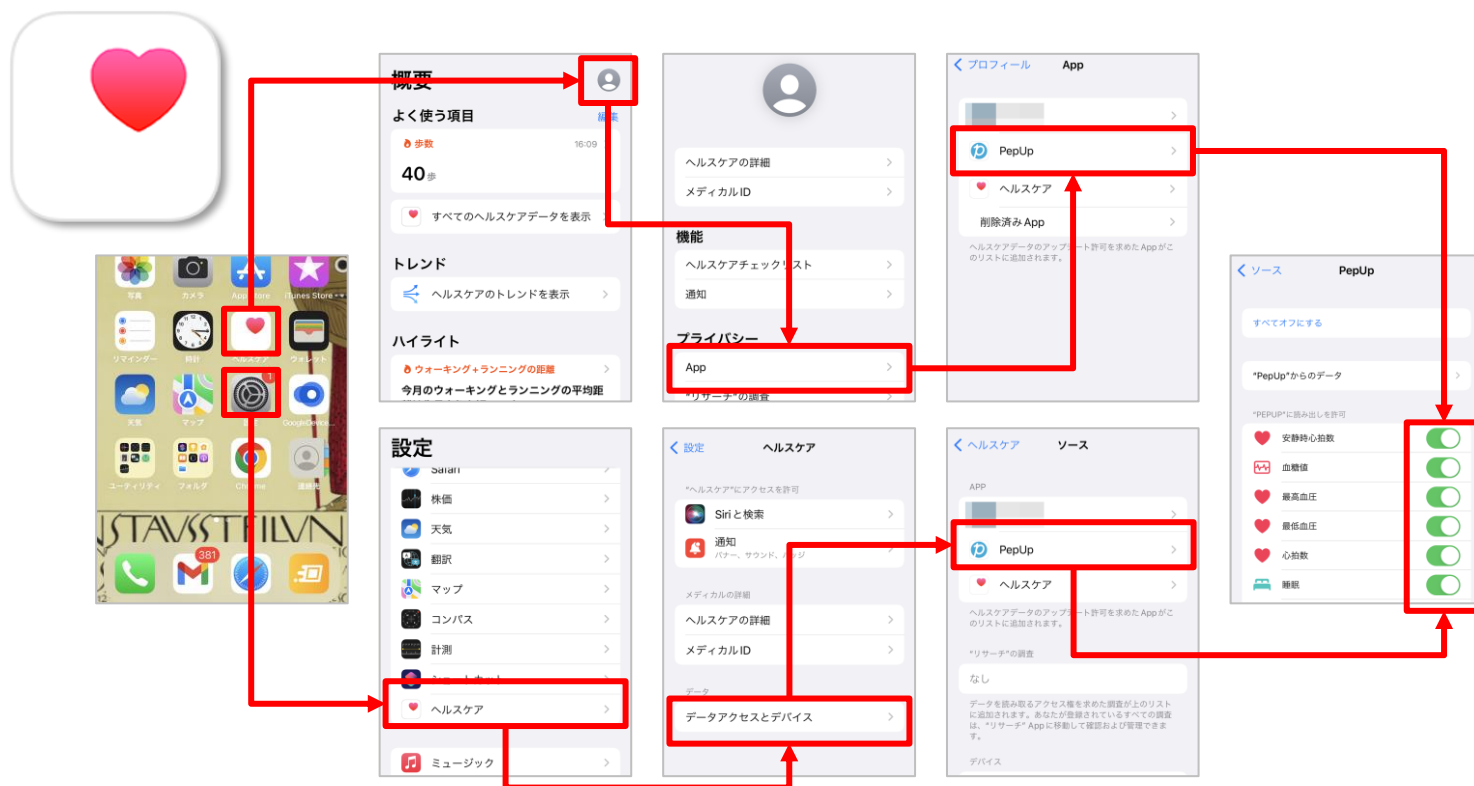 写真
カメラ
App Store
iTunes Store
リマインダー
時計
ヘルスケア
ウォレット
1
天気
マップ
設定
ユーティリティ
フォルダ
Chrome
連絡先
381
概要
よく使う項目
編集
歩数
16:09
40歩
すべてのヘルスケアデータを表示
トレンド
ヘルスケアのトレンドを表示
ハイライト
ウォーキング+ランニングの距離
今月のウォーキングとランニングの平均距
ヘルスケアの詳細
メディカルID
機能
ヘルスケアチェックリスト
通知
プライバシー
App
"リサーチ"の調査
プロフィール
App
PepUp
ヘルスケア
削除済み App
ヘルスケアデータのアップデート許可を求めた Appがこ
のリストに追加されます。
設定
Safari
株価
天気
翻訳
マップ
コンパス
計測
ショートカット
ヘルスケア
ミュージック
設定
ヘルスケア
"ヘルスケア"にアクセスを許可
Siriと検索
通知
バナー、サウンド、バッジ
メディカルの詳細
ヘルスケアの詳細
メディカルID
データ
データアクセスとデバイス
ヘルスケア
ソース
APP
PepUp
ヘルスケア
ヘルスケアデータのアップデート許可を求めた Appがこ
のリストに追加されます。
"リサーチ"の調査
なし
データを読み取るアクセス権を求めた調査が上のリスト
に追加されます。あなたが登録されているすべての調査
は、"リサーチ" Appに移動して確認および管理できま
す。
デバイス
ソース
PepUp
すべてオフにする
"PepUp"からのデータ
"PEPUP"に読み出しを許可
安静時心拍数
血糖値
最高血圧
最低血圧
心拍数
睡眠